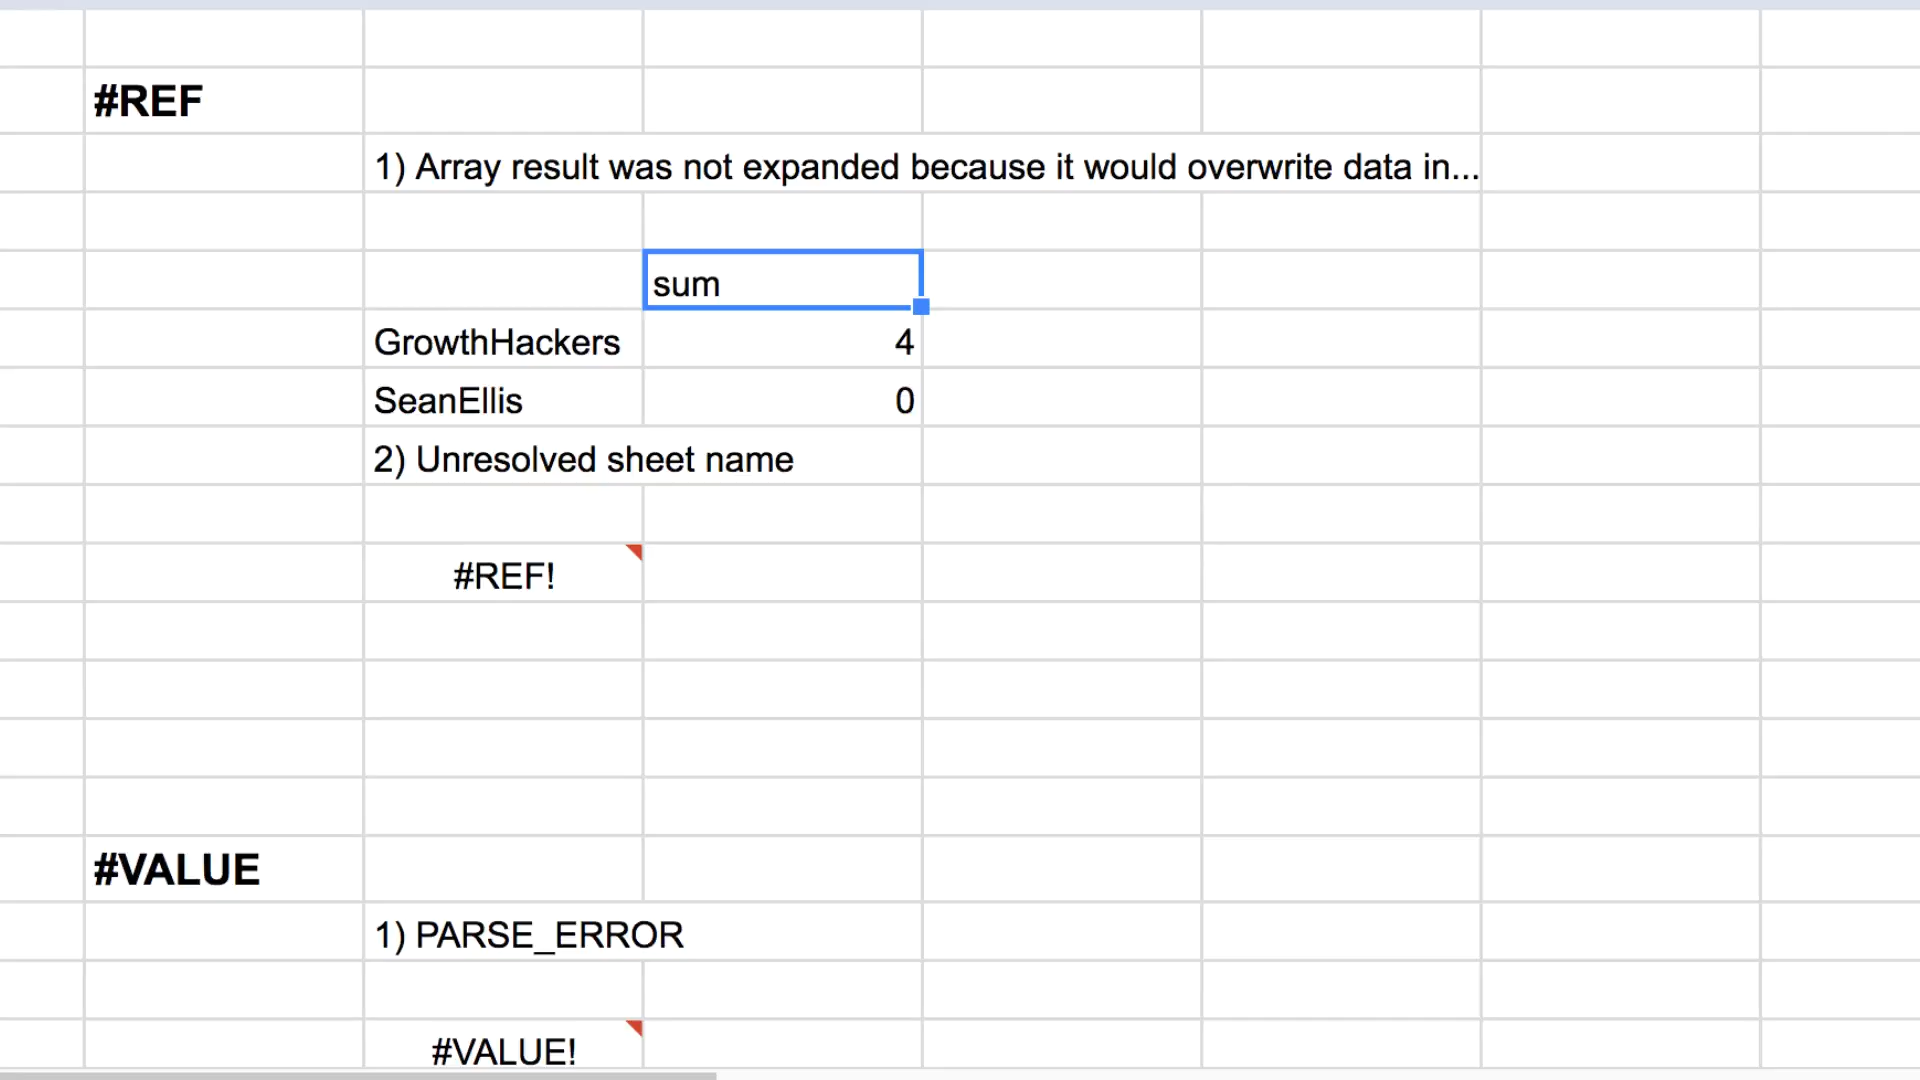 #REF
1) Array result was not expanded because it would overwrite data in...
sum
GrowthHackers 4
SeanEllis 0
2) Unresolved sheet name
#REF!
#VALUE
1) PARSE_ERROR
#VALUE!